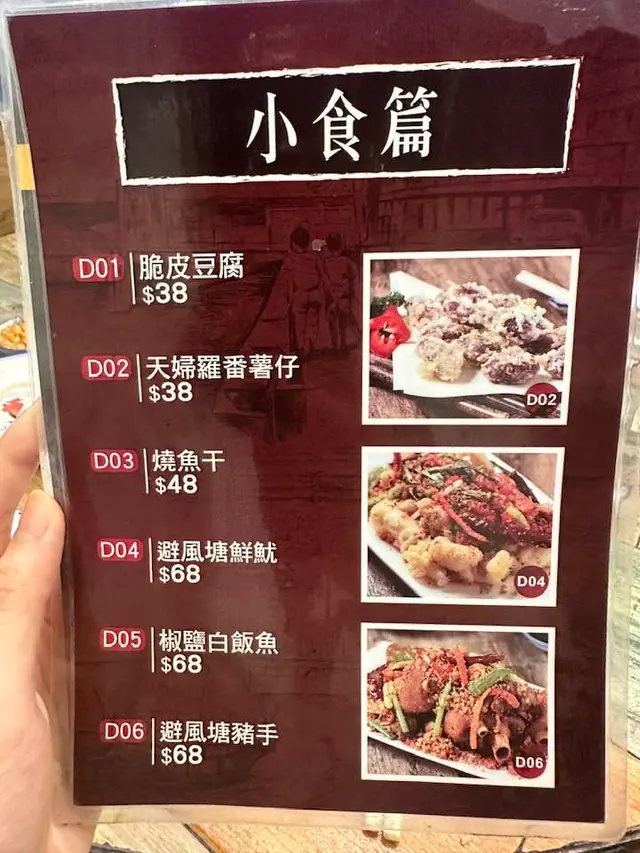 小食篇
D01 脆皮豆腐
$38
D02 天婦羅番薯仔
$38
D02
D03 燒魚干
$48
D04 避風塘鮮魷
$68
D04
D05 椒鹽白飯魚
$68
D06 避風塘豬手
$68
D06